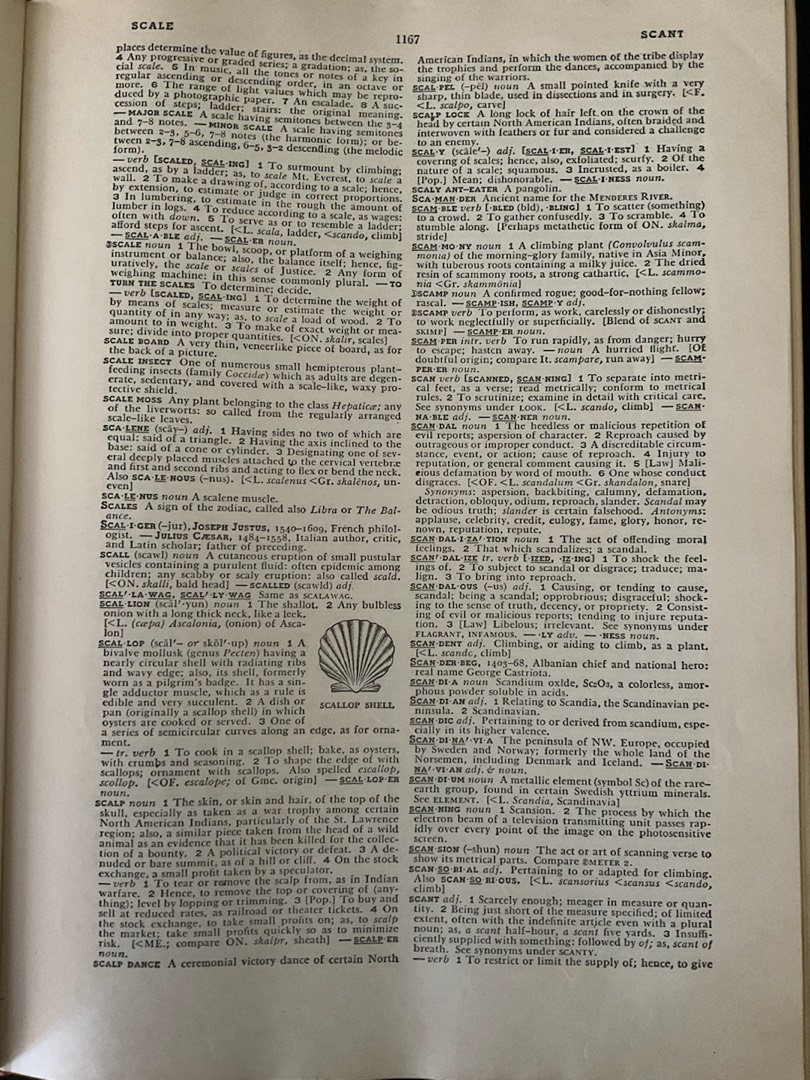 SCALE
1167
SCANT
places determine the value of figures, as the decimal system.
4 Any progressive or graded series; a gradation; as, the so-
cial scale. 5 In music, all the tones or notes of a key in
regular ascending or descending order, in an octave or
more. 6 The range of light values which may be repro-
duced by a photographic paper. 7 An escalade. 8 A suc-
cession of steps; ladder; stairs: the original meaning.
— MAJOR SCALE A scale having semitones between the 3-4
and 7-8 notes. — MINOR SCALE A scale having semitones
between 2-3, 5-6, 7-8 notes (the harmonic form); or be-
tween 2-3, 7-8 ascending, 6-5, 3-2 descending (the melodic
form).
— verb [SCALED, SCAL·ING] 1 To surmount by climbing;
ascend, as by a ladder; as, to scale Mt. Everest, to scale a
wall. 2 To make a drawing of, according to a scale; hence,
by extension, to estimate or judge in correct proportions.
3 In lumbering, to estimate in the rough the amount of
lumber in logs. 4 To reduce according to a scale, as wages:
often with down. 5 To serve as or to resemble a ladder;
afford steps for ascent. [<L. scala, ladder, <scando, climb]
— SCAL·A·BLE adj. — SCAL·ER noun.
²SCALE noun 1 The bowl, scoop, or platform of a weighing
instrument or balance; also, the balance itself; hence, fig-
uratively, the scale or scales of Justice. 2 Any form of
weighing machine: in this sense commonly plural. — TO
TURN THE SCALES To determine; decide.
— verb [SCALED, SCAL·ING] 1 To determine the weight of
by means of scales; measure or estimate the weight or
quantity of in any way; as, to scale a load of wood. 2 To
amount to in weight. 3 To make of exact weight or mea-
sure; divide into proper quantities. [<ON. skalir, scales]
SCALE BOARD A very thin, veneerlike piece of board, as for
the back of a picture.
SCALE INSECT One of numerous small hemipterous plant-
feeding insects (family Coccidæ) which as adults are degen-
erate, sedentary, and covered with a scale-like, waxy pro-
tective shield.
SCALE MOSS Any plant belonging to the class Hepaticæ; any
of the liverworts: so called from the regularly arranged
scale-like leaves.
SCA·LENE (scāy′-) adj. 1 Having sides no two of which are
equal: said of a triangle. 2 Having the axis inclined to the
base: said of a cone or cylinder. 3 Designating one of sev-
eral deeply placed muscles attached to the cervical vertebræ
and first and second ribs and acting to flex or bend the neck.
Also SCA·LE·NOUS (-nus). [<L. scalenus <Gr. skalēnos, un-
even]
SCA·LE·NUS noun A scalene muscle.
SCALES A sign of the zodiac, called also Libra or The Bal-
ance.
SCAL·I·GER (-jur), JOSEPH JUSTUS, 1540-1609, French philol-
ogist. — JULIUS CÆSAR, 1484-1558, Italian author, critic,
and Latin scholar; father of preceding.
SCALL (scawl) noun A cutaneous eruption of small pustular
vesicles containing a purulent fluid: often epidemic among
children; any scabby or scaly eruption: also called scald.
[<ON. skalli, bald head] — SCALLED (scawld) adj.
SCAL′·LA·WAG, SCAL′·LY·WAG Same as SCALAWAG.
SCAL·LION (scăl′-yun) noun 1 The shallot. 2 Any bulbless
onion with a long thick neck, like a leek.
[<L. (cæpa) Ascalonia, (onion) of Asca-
lon]
SCAL·LOP (scăl′- or skŏl′-up) noun 1 A
bivalve mollusk (genus Pecten) having a
nearly circular shell with radiating ribs
and wavy edge; also, its shell, formerly
worn as a pilgrim's badge. It has a sin-
gle adductor muscle, which as a rule is
edible and very succulent. 2 A dish or
pan (originally a scallop shell) in which
oysters are cooked or served. 3 One of
a series of semicircular curves along an edge, as for orna-
ment.
SCALLOP SHELL
— tr. verb 1 To cook in a scallop shell; bake, as oysters,
with crumbs and seasoning. 2 To shape the edge of with
scallops; ornament with scallops. Also spelled escallop,
scollop. [<OF. escalope; of Gmc. origin] — SCAL·LOP·ER
noun.
SCALP noun 1 The skin, or skin and hair, of the top of the
skull, especially as taken as a war trophy among certain
North American Indians, particularly of the St. Lawrence
region; also, a similar piece taken from the head of a wild
animal as an evidence that it has been killed for the collec-
tion of a bounty. 2 A political victory or defeat. 3 A de-
nuded or bare summit, as of a hill or cliff. 4 On the stock
exchange, a small profit taken by a speculator.
— verb 1 To tear or remove the scalp from, as in Indian
warfare. 2 Hence, to remove the top or covering of (any-
thing); level by lopping or trimming. 3 [Pop.] To buy and
sell at reduced rates, as railroad or theater tickets. 4 On
the stock exchange, to take small profits on; as, to scalp
the market; take small profits quickly so as to minimize
risk. [<ME.; compare ON. skalpr, sheath] — SCALP·ER
noun.
SCALP DANCE A ceremonial victory dance of certain North
American Indians, in which the women of the tribe display
the trophies and perform the dances, accompanied by the
singing of the warriors.
SCAL·PEL (-pĕl) noun A small pointed knife with a very
sharp, thin blade, used in dissections and in surgery. [<F.
<L. scalpo, carve]
SCALP LOCK A long lock of hair left on the crown of the
head by certain North American Indians, often braided and
interwoven with feathers or fur and considered a challenge
to an enemy.
SCAL·Y (scāle′-) adj. [SCAL·I·ER, SCAL·I·EST] 1 Having a
covering of scales; hence, also, exfoliated; scurfy. 2 Of the
nature of a scale; squamous. 3 Incrusted, as a boiler. 4
[Pop.] Mean; dishonorable. — SCAL·I·NESS noun.
SCALY ANT-EATER A pangolin.
SCA·MAN·DER Ancient name for the MENDERES RIVER.
SCAM·BLE verb [-BLED (bld), -BLING] 1 To scatter (something)
to a crowd. 2 To gather confusedly. 3 To scramble. 4 To
stumble along. [Perhaps metathetic form of ON. skalma,
stride]
SCAM·MO·NY noun 1 A climbing plant (Convolvulus scam-
monia) of the morning-glory family, native in Asia Minor,
with tuberous roots containing a milky juice. 2 The dried
resin of scammony roots, a strong cathartic. [<L. scammo-
nia <Gr. skammōnia]
¹SCAMP noun A confirmed rogue; good-for-nothing fellow;
rascal. — SCAMP·ISH, SCAMP·Y adj.
²SCAMP verb To perform, as work, carelessly or dishonestly;
to work neglectfully or superficially. [Blend of SCANT and
SKIMP] — SCAMP·ER noun.
SCAM·PER intr. verb To run rapidly, as from danger; hurry
to escape; hasten away. — noun A hurried flight. [Of
doubtful origin; compare It. scampare, run away] — SCAM-
PER·ER noun.
SCAN verb [SCANNED, SCAN·NING] 1 To separate into metri-
cal feet, as a verse; read metrically; conform to metrical
rules. 2 To scrutinize; examine in detail with critical care.
See synonyms under LOOK. [<L. scando, climb] — SCAN-
NA·BLE adj. — SCAN·NER noun.
SCAN·DAL noun 1 The heedless or malicious repetition of
evil reports; aspersion of character. 2 Reproach caused by
outrageous or improper conduct. 3 A discreditable circum-
stance, event, or action; cause of reproach. 4 Injury to
reputation, or general comment causing it. 5 [Law] Mali-
eious defamation by word of mouth. 6 One whose conduct
disgraces. [<OF. <L. scandalum <Gr. skandalon, snare]
Synonyms: aspersion, backbiting, calumny, defamation,
detraction, obloquy, odium, reproach, slander. Scandal may
be odious truth; slander is certain falsehood. Antonyms:
applause, celebrity, credit, eulogy, fame, glory, honor, re-
nown, reputation, repute.
SCAN·DAL·I·ZA′·TION noun 1 The act of offending moral
feelings. 2 That which scandalizes; a scandal.
SCAN′·DAL·IZE tr. verb [-IZED, -IZ·ING] 1 To shock the feel-
ings of. 2 To subject to scandal or disgrace; traduce; ma-
lign. 3 To bring into reproach.
SCAN·DAL·OUS (-us) adj. 1 Causing, or tending to cause,
scandal; being a scandal; opprobrious; disgraceful; shock-
ing to the sense of truth, decency, or propriety. 2 Consist-
ing of evil or malicious reports; tending to injure reputa-
tion. 3 [Law] Libelous; irrelevant. See synonyms under
FLAGRANT, INFAMOUS. — ·LY adv. — ·NESS noun.
SCAN·DENT adj. Climbing, or aiding to climb, as a plant.
[<L. scando, climb]
SCAN·DER·BEG, 1403-68, Albanian chief and national hero:
real name George Castriota.
SCAN·DI·A noun Scandium oxide, Sc₂O₃, a colorless, amor-
phous powder soluble in acids.
SCAN·DI·AN adj. 1 Relating to Scandia, the Scandinavian pe-
ninsula. 2 Scandinavian.
SCAN·DIC adj. Pertaining to or derived from scandium, espe-
cially in its higher valence.
SCAN·DI·NA′·VI·A The peninsula of NW. Europe, occupied
by Sweden and Norway; formerly the whole land of the
Norsemen, including Denmark and Iceland. — SCAN·DI-
NA′·VI·AN adj. & noun.
SCAN·DI·UM noun A metallic element (symbol Sc) of the rare-
earth group, found in certain Swedish yttrium minerals.
See ELEMENT. [<L. Scandia, Scandinavia]
SCAN·NING noun 1 Scansion. 2 The process by which the
electron beam of a television transmitting unit passes rap-
idly over every point of the image on the photosensitive
screen.
SCAN·SION (-shun) noun The act or art of scanning verse to
show its metrical parts. Compare ²METER 2.
SCAN·SO·RI·AL adj. Pertaining to or adapted for climbing.
Also SCAN·SO·RI·OUS. [<L. scansorius <scansus <scando,
climb]
SCANT adj. 1 Scarcely enough; meager in measure or quan-
tity. 2 Being just short of the measure specified; of limited
extent, often with the indefinite article even with a plural
noun; as, a scant half-hour, a scant five yards. 3 Insuffi-
ciently supplied with something: followed by of; as, scant of
breath. See synonyms under SCANTY.
— verb 1 To restrict or limit the supply of; hence, to give